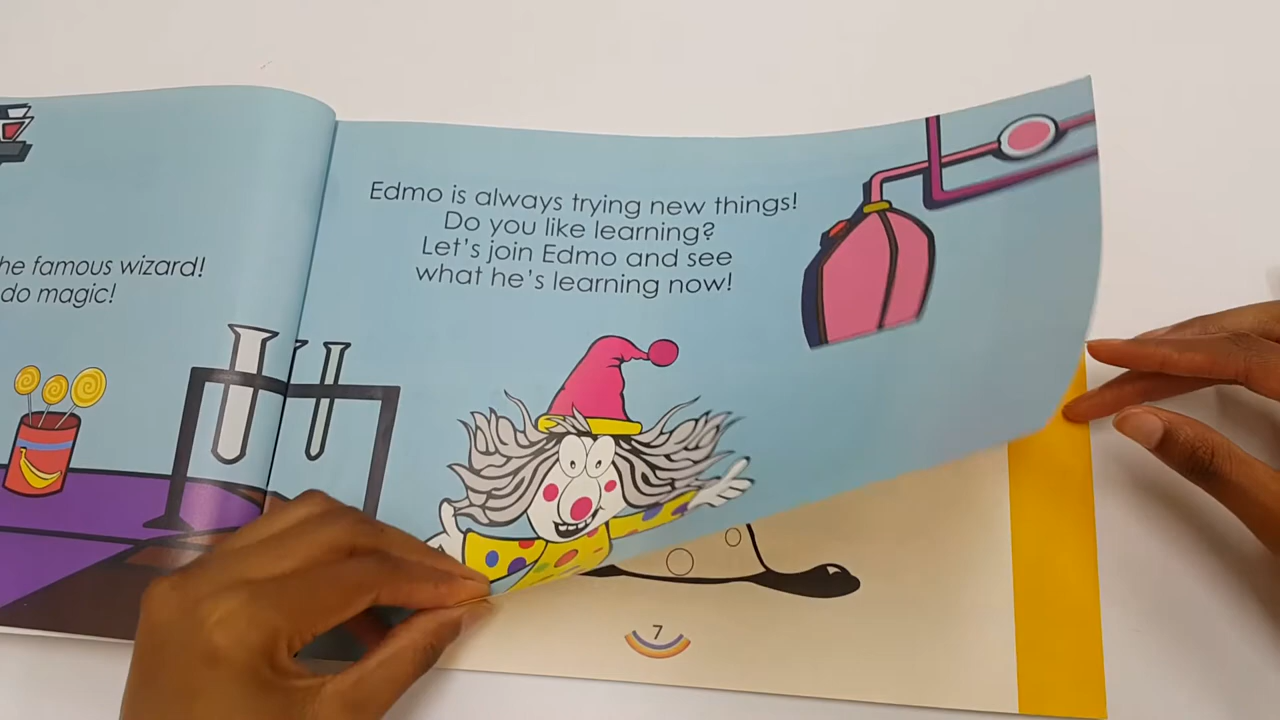 he famous wizard!
do magic!
Edmo is always trying new things!
Do you like learning?
Let's join Edmo and see
what he's learning now!
7